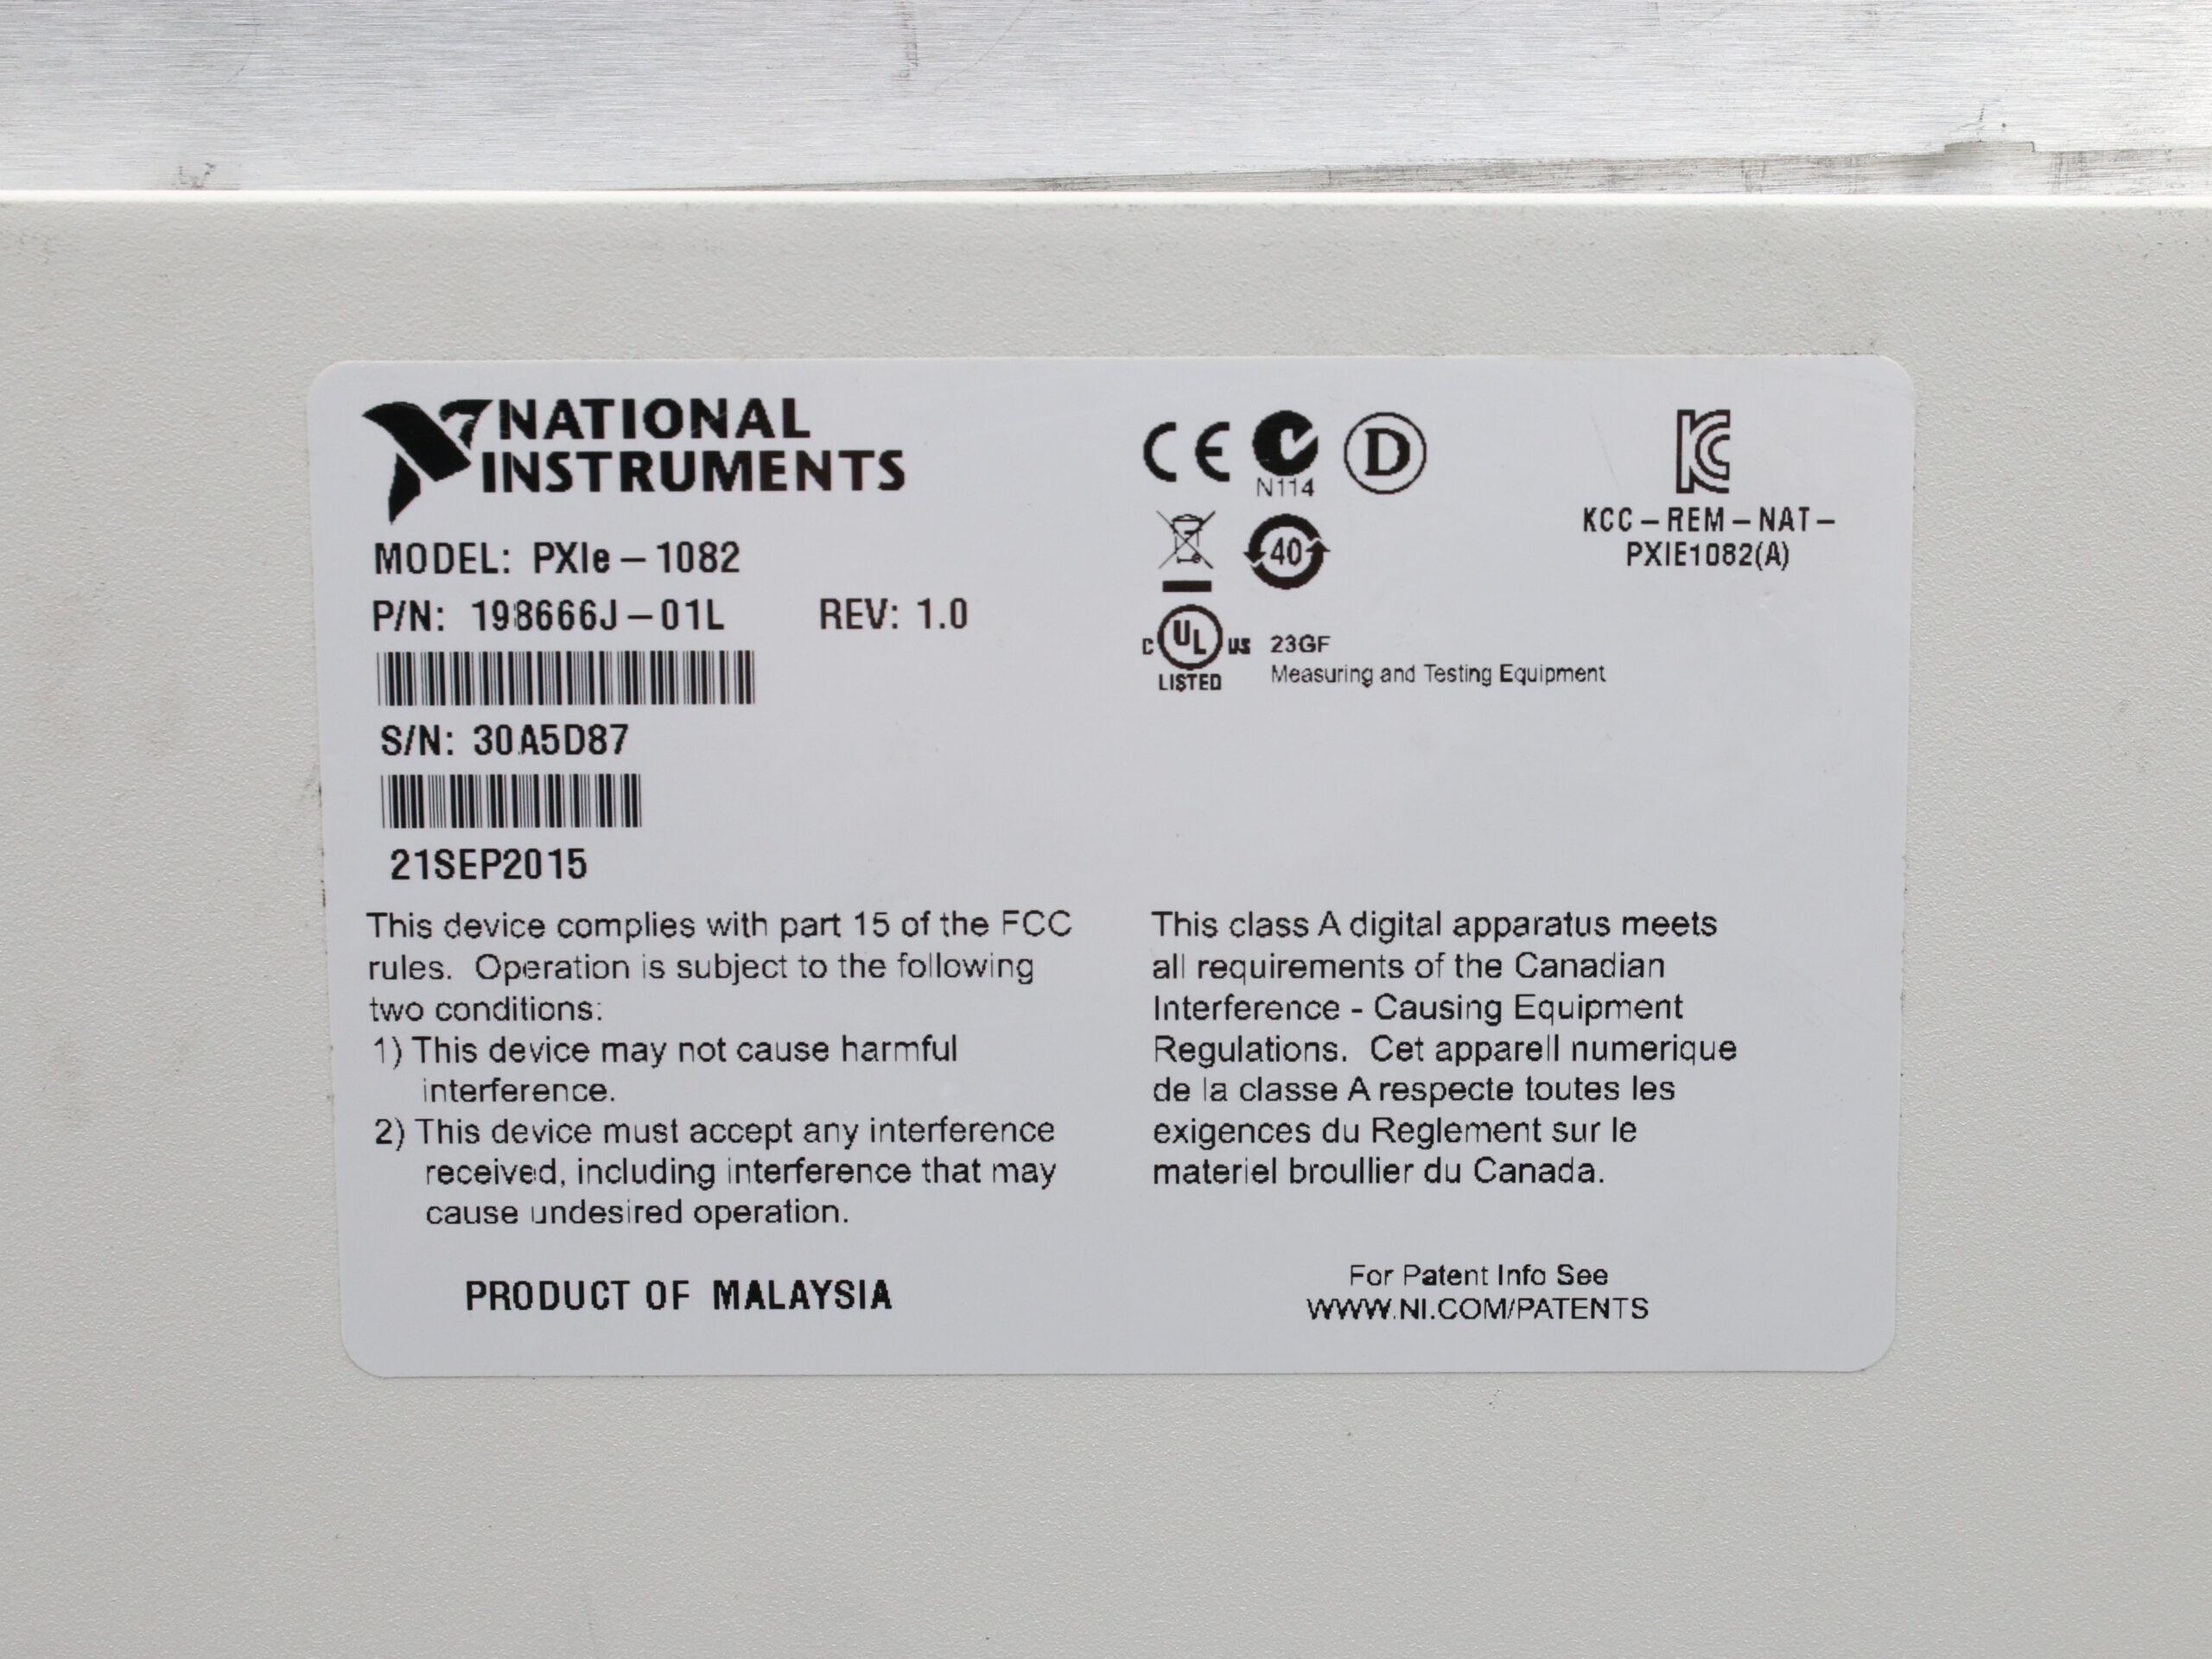 NATIONAL
INSTRUMENTS
MODEL: PXIe-1082
P/N: 198666J-01L REV: 1.0
S/N: 30A5D87
21SEP2015
This device complies with part 15 of the FCC
rules. Operation is subject to the following
two conditions:
1) This device may not cause harmful
interference.
2) This device must accept any interference
received, including interference that may
cause undesired operation.
PRODUCT OF MALAYSIA
CE
N114
D
KCC-REM-NAT-
PXIE1082(A)
40
C UL US
LISTED
23GF
Measuring and Testing Equipment
This class A digital apparatus meets
all requirements of the Canadian
Interference - Causing Equipment
Regulations. Cet apparell numerique
de la classe A respecte toutes les
exigences du Reglement sur le
materiel broullier du Canada.
For Patent Info See
WWW.NI.COM/PATENTS